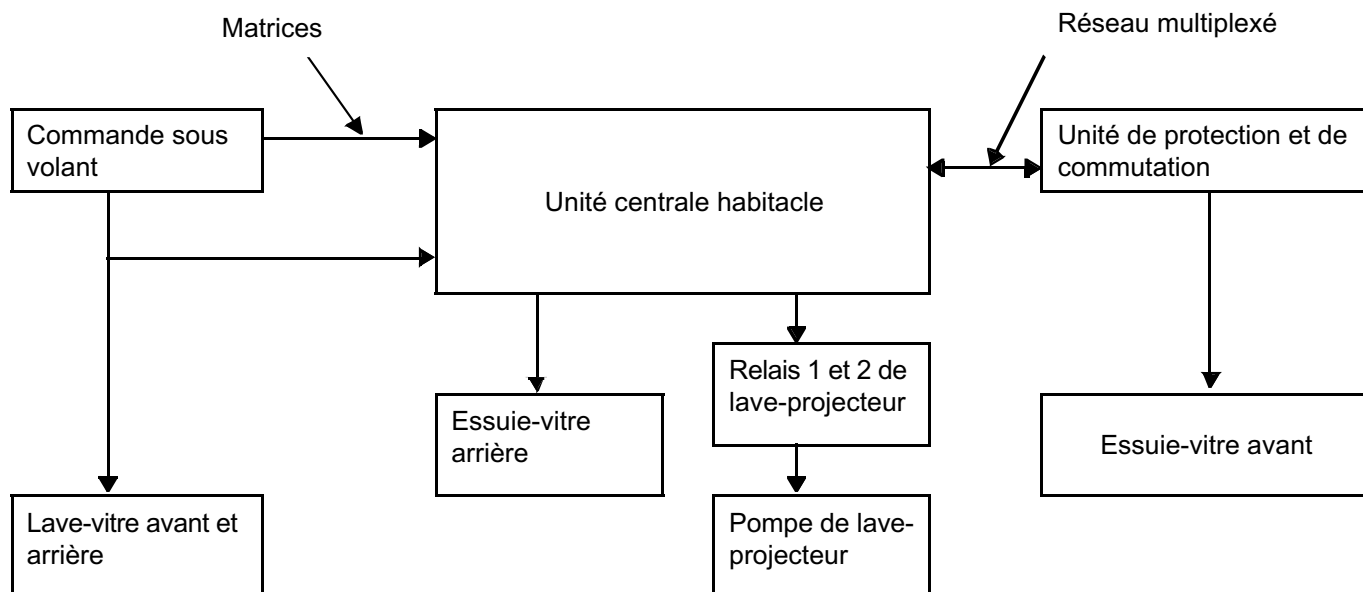 Matrices
Réseau multiplexé
Commande sous
volant
Unité centrale habitacle
Unité de protection et de
commutation
Relais 1 et 2 de
lave-projecteur
Essuie-vitre
arrière
Essuie-vitre avant
Lave-vitre avant et
arrière
Pompe de lave-
projecteur